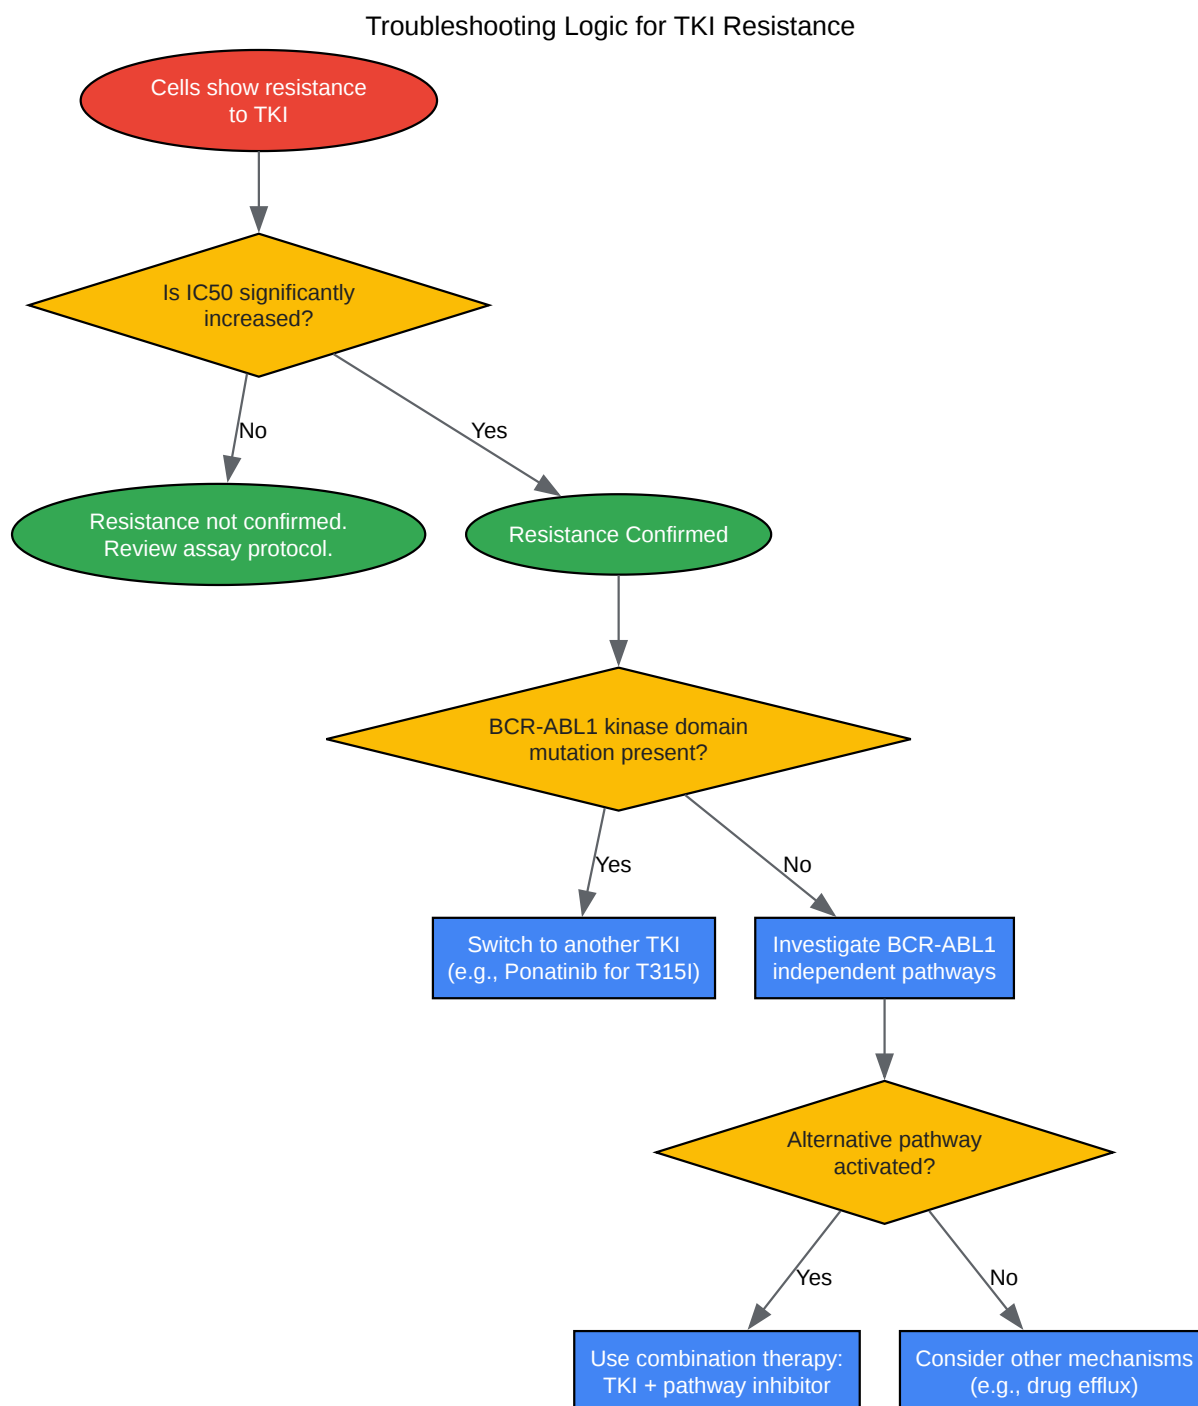 Troubleshooting Logic for TKI Resistance
Cells show resistance
to TKI
Is IC50 significantly
increased?
No
Yes
Resistance not confirmed.
Review assay protocol.
Resistance Confirmed
BCR-ABL1 kinase domain
mutation present?
Yes
No
Switch to another TKI
(e.g., Ponatinib for T315I)
Investigate BCR-ABL1
independent pathways
Alternative pathway
activated?
Yes
No
Use combination therapy:
TKI + pathway inhibitor
Consider other mechanisms
(e.g., drug efflux)